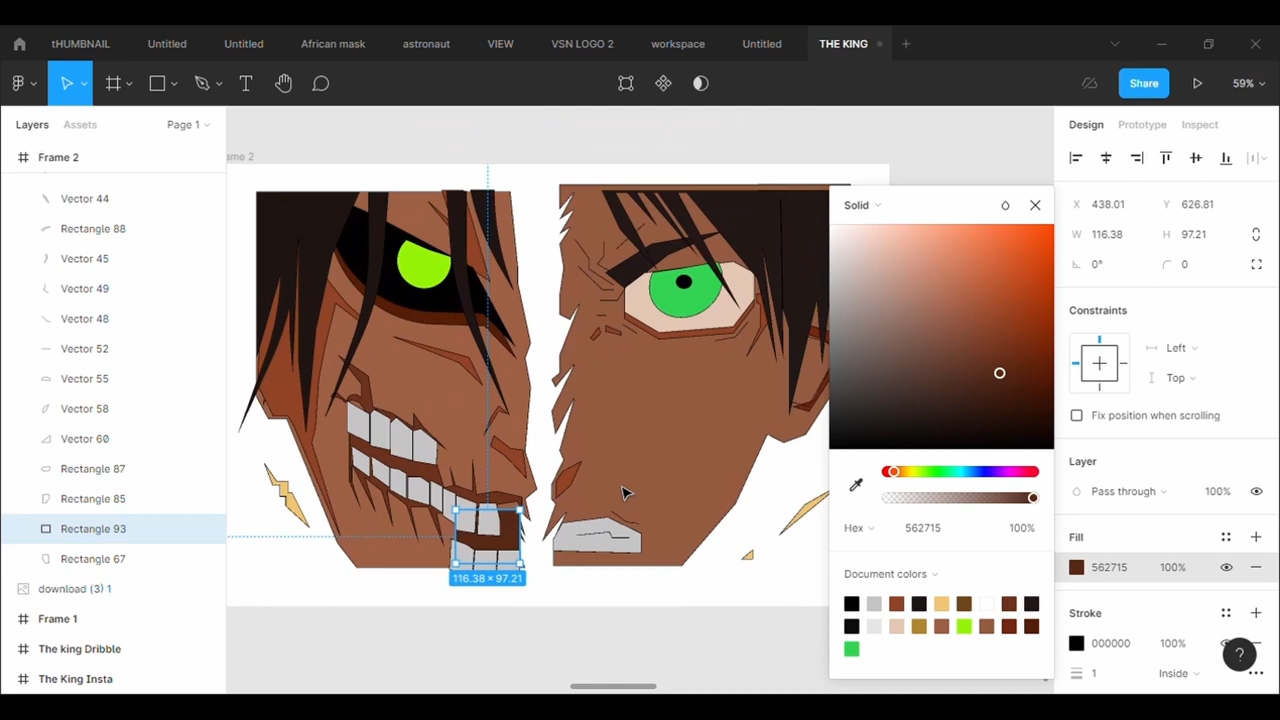 tHUMBNAIL Untitled Untitled African mask astronaut VIEW VSN LOGO 2 workspace Untitled THE KING
Share 59%
Layers Assets Page 1
Frame 2
Vector 44
Rectangle 88
Vector 45
Vector 49
Vector 48
Vector 52
Vector 55
Vector 58
Vector 60
Rectangle 87
Rectangle 85
Rectangle 93
Rectangle 67
download (3) 1
Frame 1
The king Dribble
The King Insta
ame 2
116.38 × 97.21
Solid
Hex 562715 100%
Document colors
Design Prototype Inspect
X 438.01 Y 626.81
W 116.38 H 97.21
0° 0
Constraints
Left
Top
Fix position when scrolling
Layer
Pass through 100%
Fill
562715 100%
Stroke
000000 100%
1 Inside
?